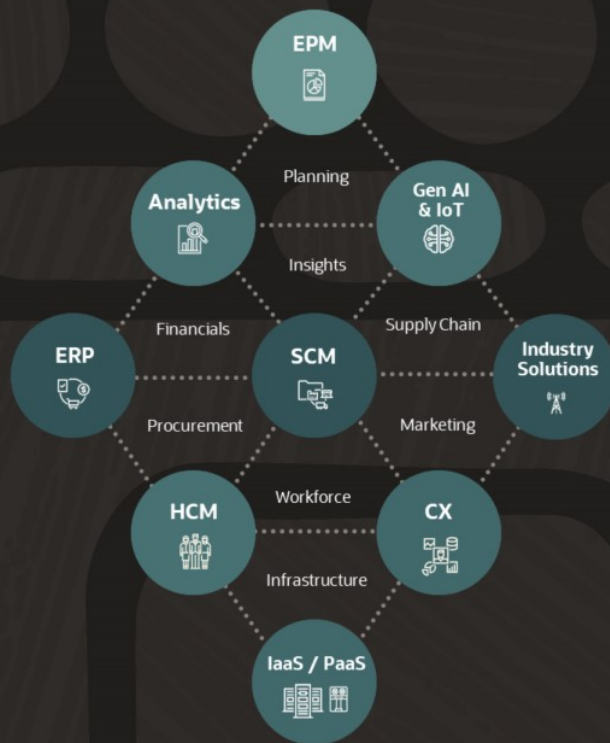 EPM
Planning
Analytics
Gen AI
& IoT
Insights
Financials
Supply Chain
ERP
SCM
Industry
Solutions
Procurement
Marketing
Workforce
HCM
CX
Infrastructure
IaaS / PaaS